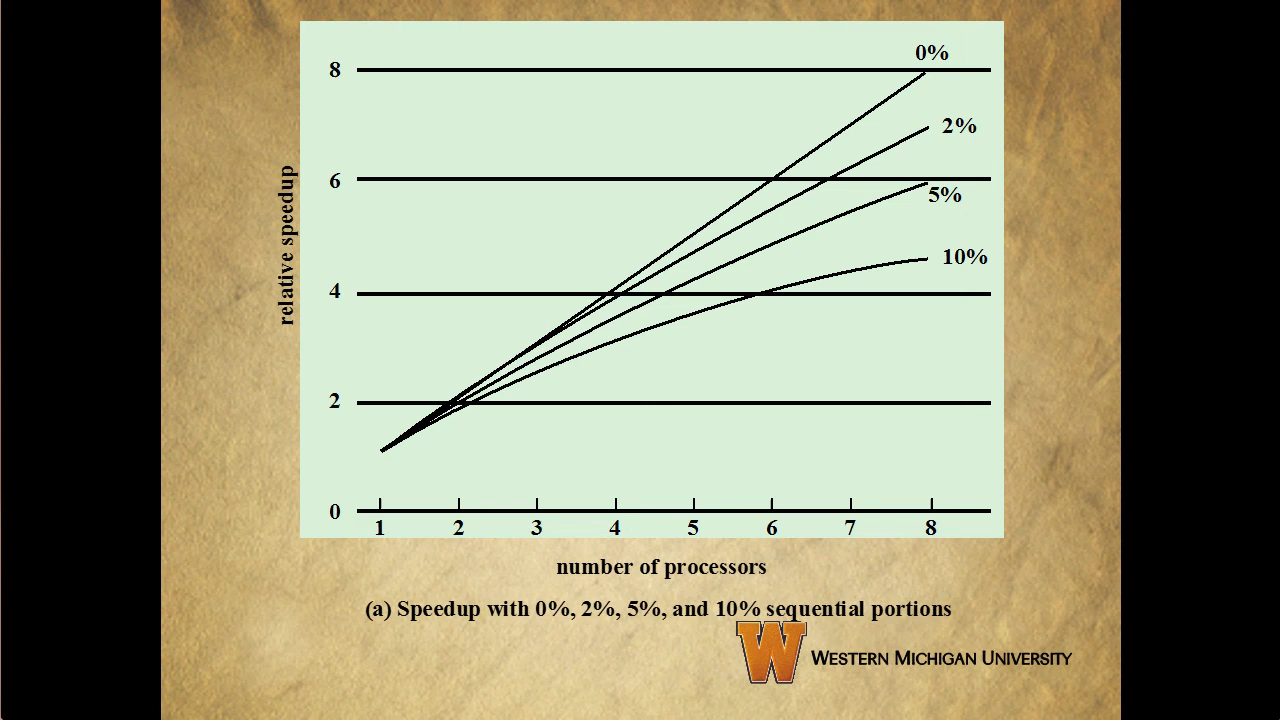 0%
8
2%
6
5%
4
10%
2
0
relative speedup
1 2 3 4 5 6 7 8
number of processors
(a) Speedup with 0%, 2%, 5%, and 10% sequential portions
W
WESTERN MICHIGAN UNIVERSITY